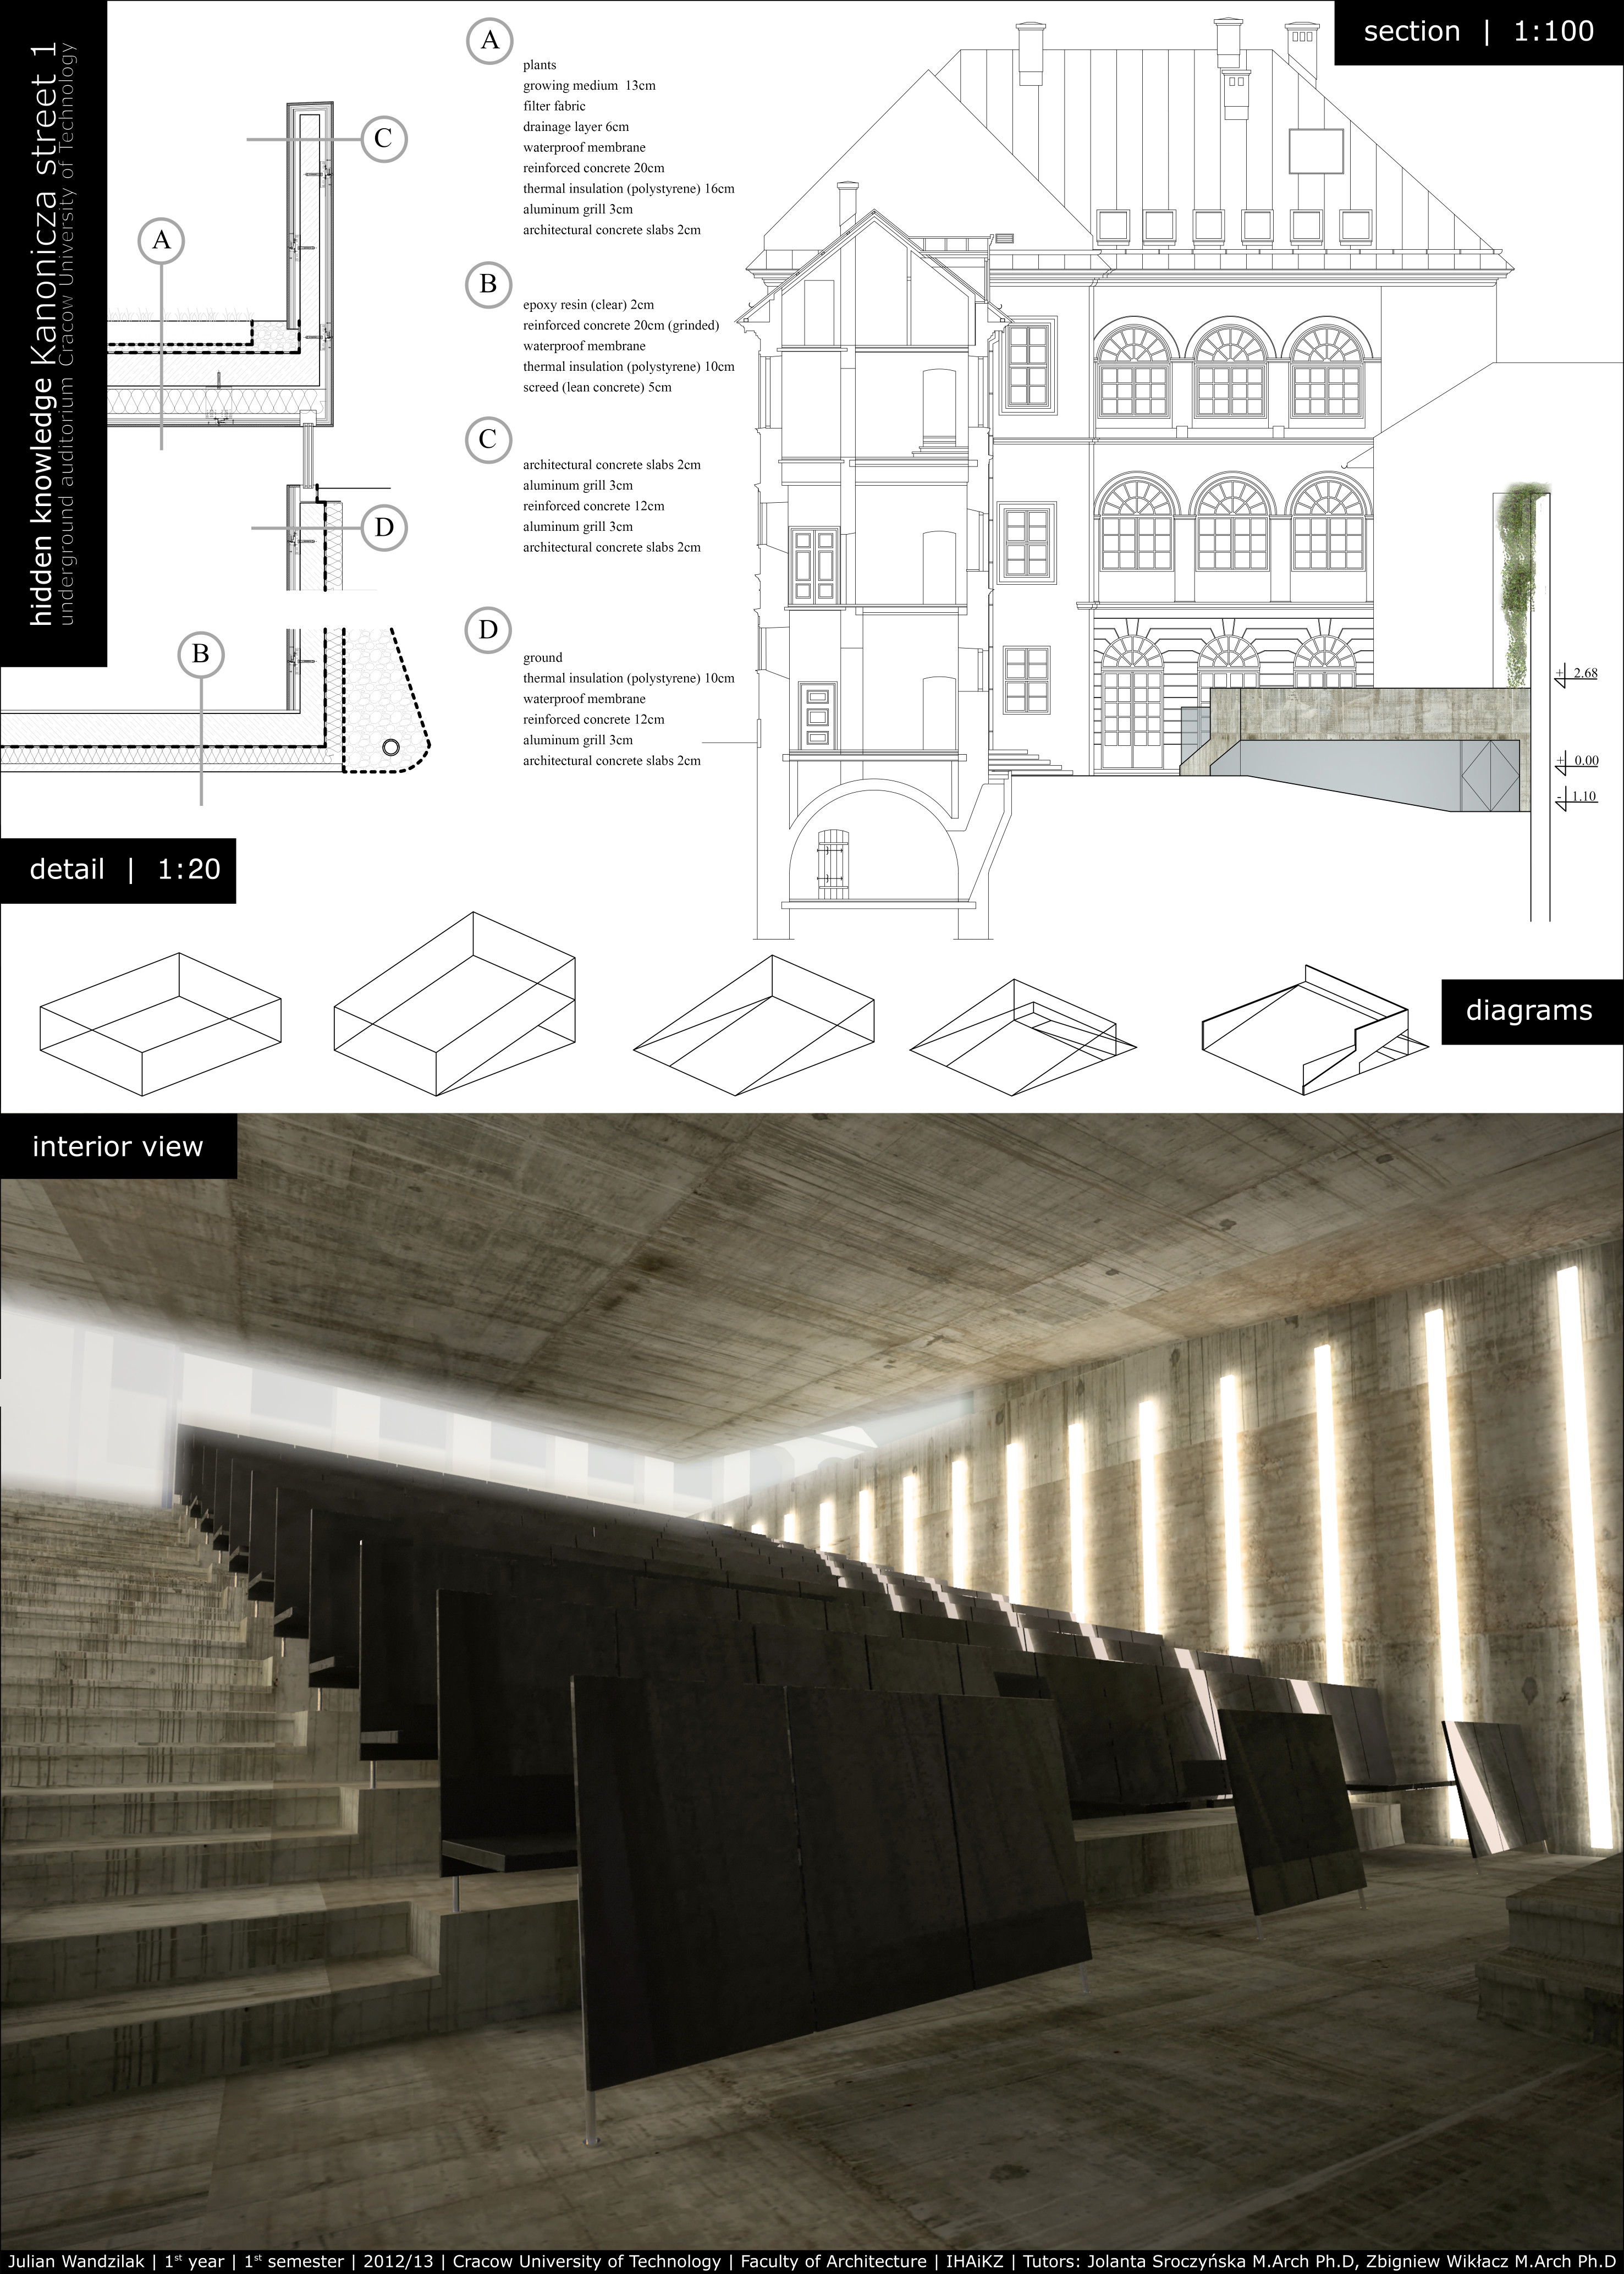 hidden knowledge Kanonicza street 1
underground auditorium Cracow University of Technology
C
A
D
B
detail | 1:20
A
plants
growing medium 13cm
filter fabric
drainage layer 6cm
waterproof membrane
reinforced concrete 20cm
thermal insulation (polystyrene) 16cm
aluminum grill 3cm
architectural concrete slabs 2cm
B
epoxy resin (clear) 2cm
reinforced concrete 20cm (grinded)
waterproof membrane
thermal insulation (polystyrene) 10cm
screed (lean concrete) 5cm
C
architectural concrete slabs 2cm
aluminum grill 3cm
reinforced concrete 12cm
aluminum grill 3cm
architectural concrete slabs 2cm
D
ground
thermal insulation (polystyrene) 10cm
waterproof membrane
reinforced concrete 12cm
aluminum grill 3cm
architectural concrete slabs 2cm
section | 1:100
+ 2.68
+ 0.00
- 1.10
diagrams
interior view
Julian Wandzilak | 1st year | 1st semester | 2012/13 | Cracow University of Technology | Faculty of Architecture | IHAiKZ | Tutors: Jolanta Sroczyńska M.Arch Ph.D, Zbigniew Wikłacz M.Arch Ph.D